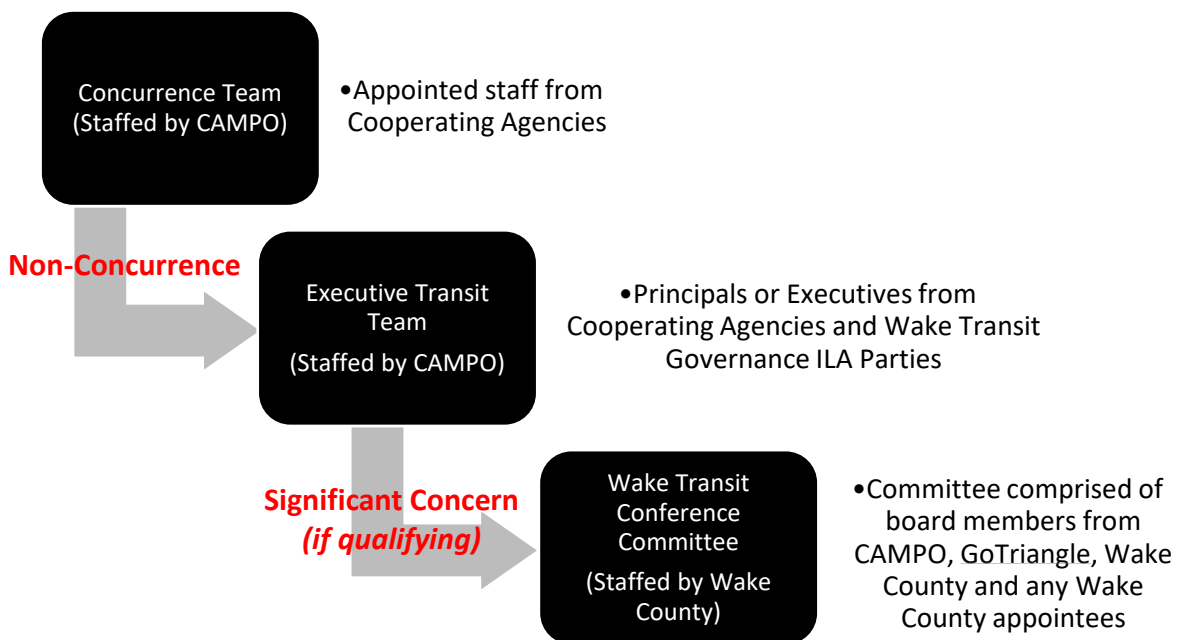 Concurrence Team
(Staffed by CAMPO)
•Appointed staff from
Cooperating Agencies
Non-Concurrence
Executive Transit
Team
(Staffed by CAMPO)
•Principals or Executives from
Cooperating Agencies and Wake Transit
Governance ILA Parties
Significant Concern
(if qualifying)
Wake Transit
Conference
Committee
(Staffed by Wake
County)
•Committee comprised of
board members from
CAMPO, GoTriangle, Wake
County and any Wake
County appointees